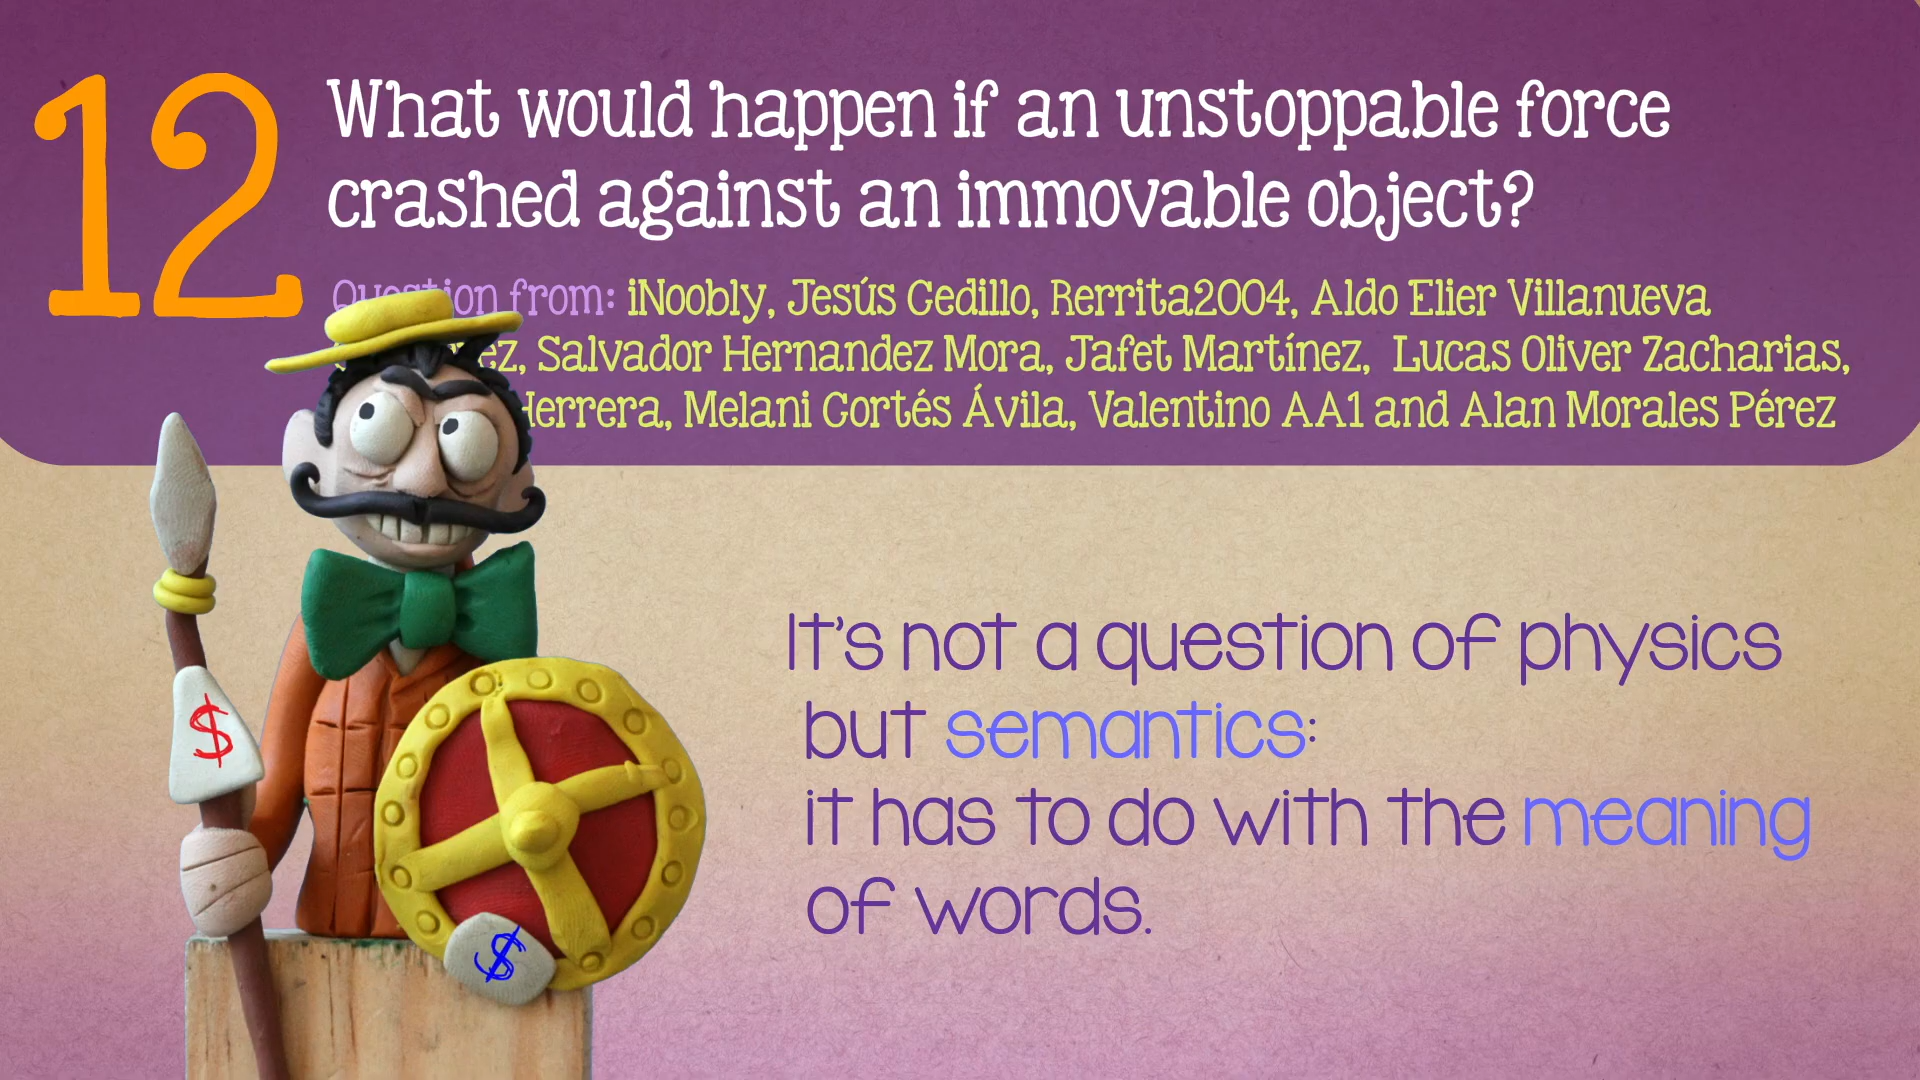 12
What would happen if an unstoppable force
crashed against an immovable object?
Question from: iNoobly, Jesús Cedillo, Rerrita2004, Aldo Elier Villanueva
Salvador Hernandez Mora, Jafet Martínez, Lucas Oliver Zacharias,
Herrera, Melani Cortés Ávila, Valentino AA1 and Alan Morales Pérez
$
It's not a question of physics
but semantics:
it has to do with the meaning
of words.
$